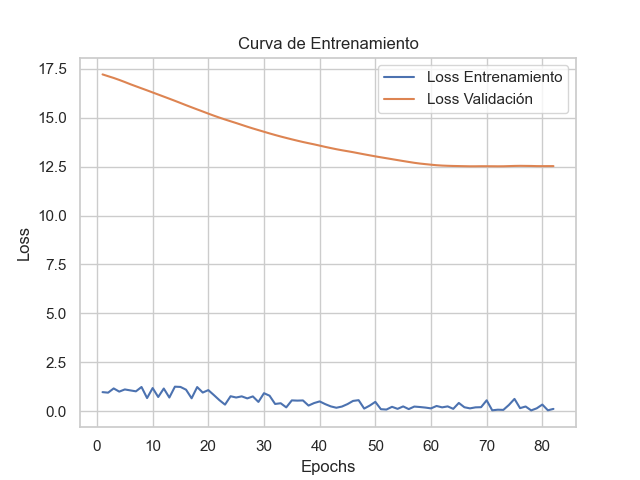 Curva de Entrenamiento
Loss Entrenamiento
Loss Validación
17.5
15.0
12.5
10.0
7.5
5.0
2.5
0.0
Loss
0 10 20 30 40 50 60 70 80
Epochs